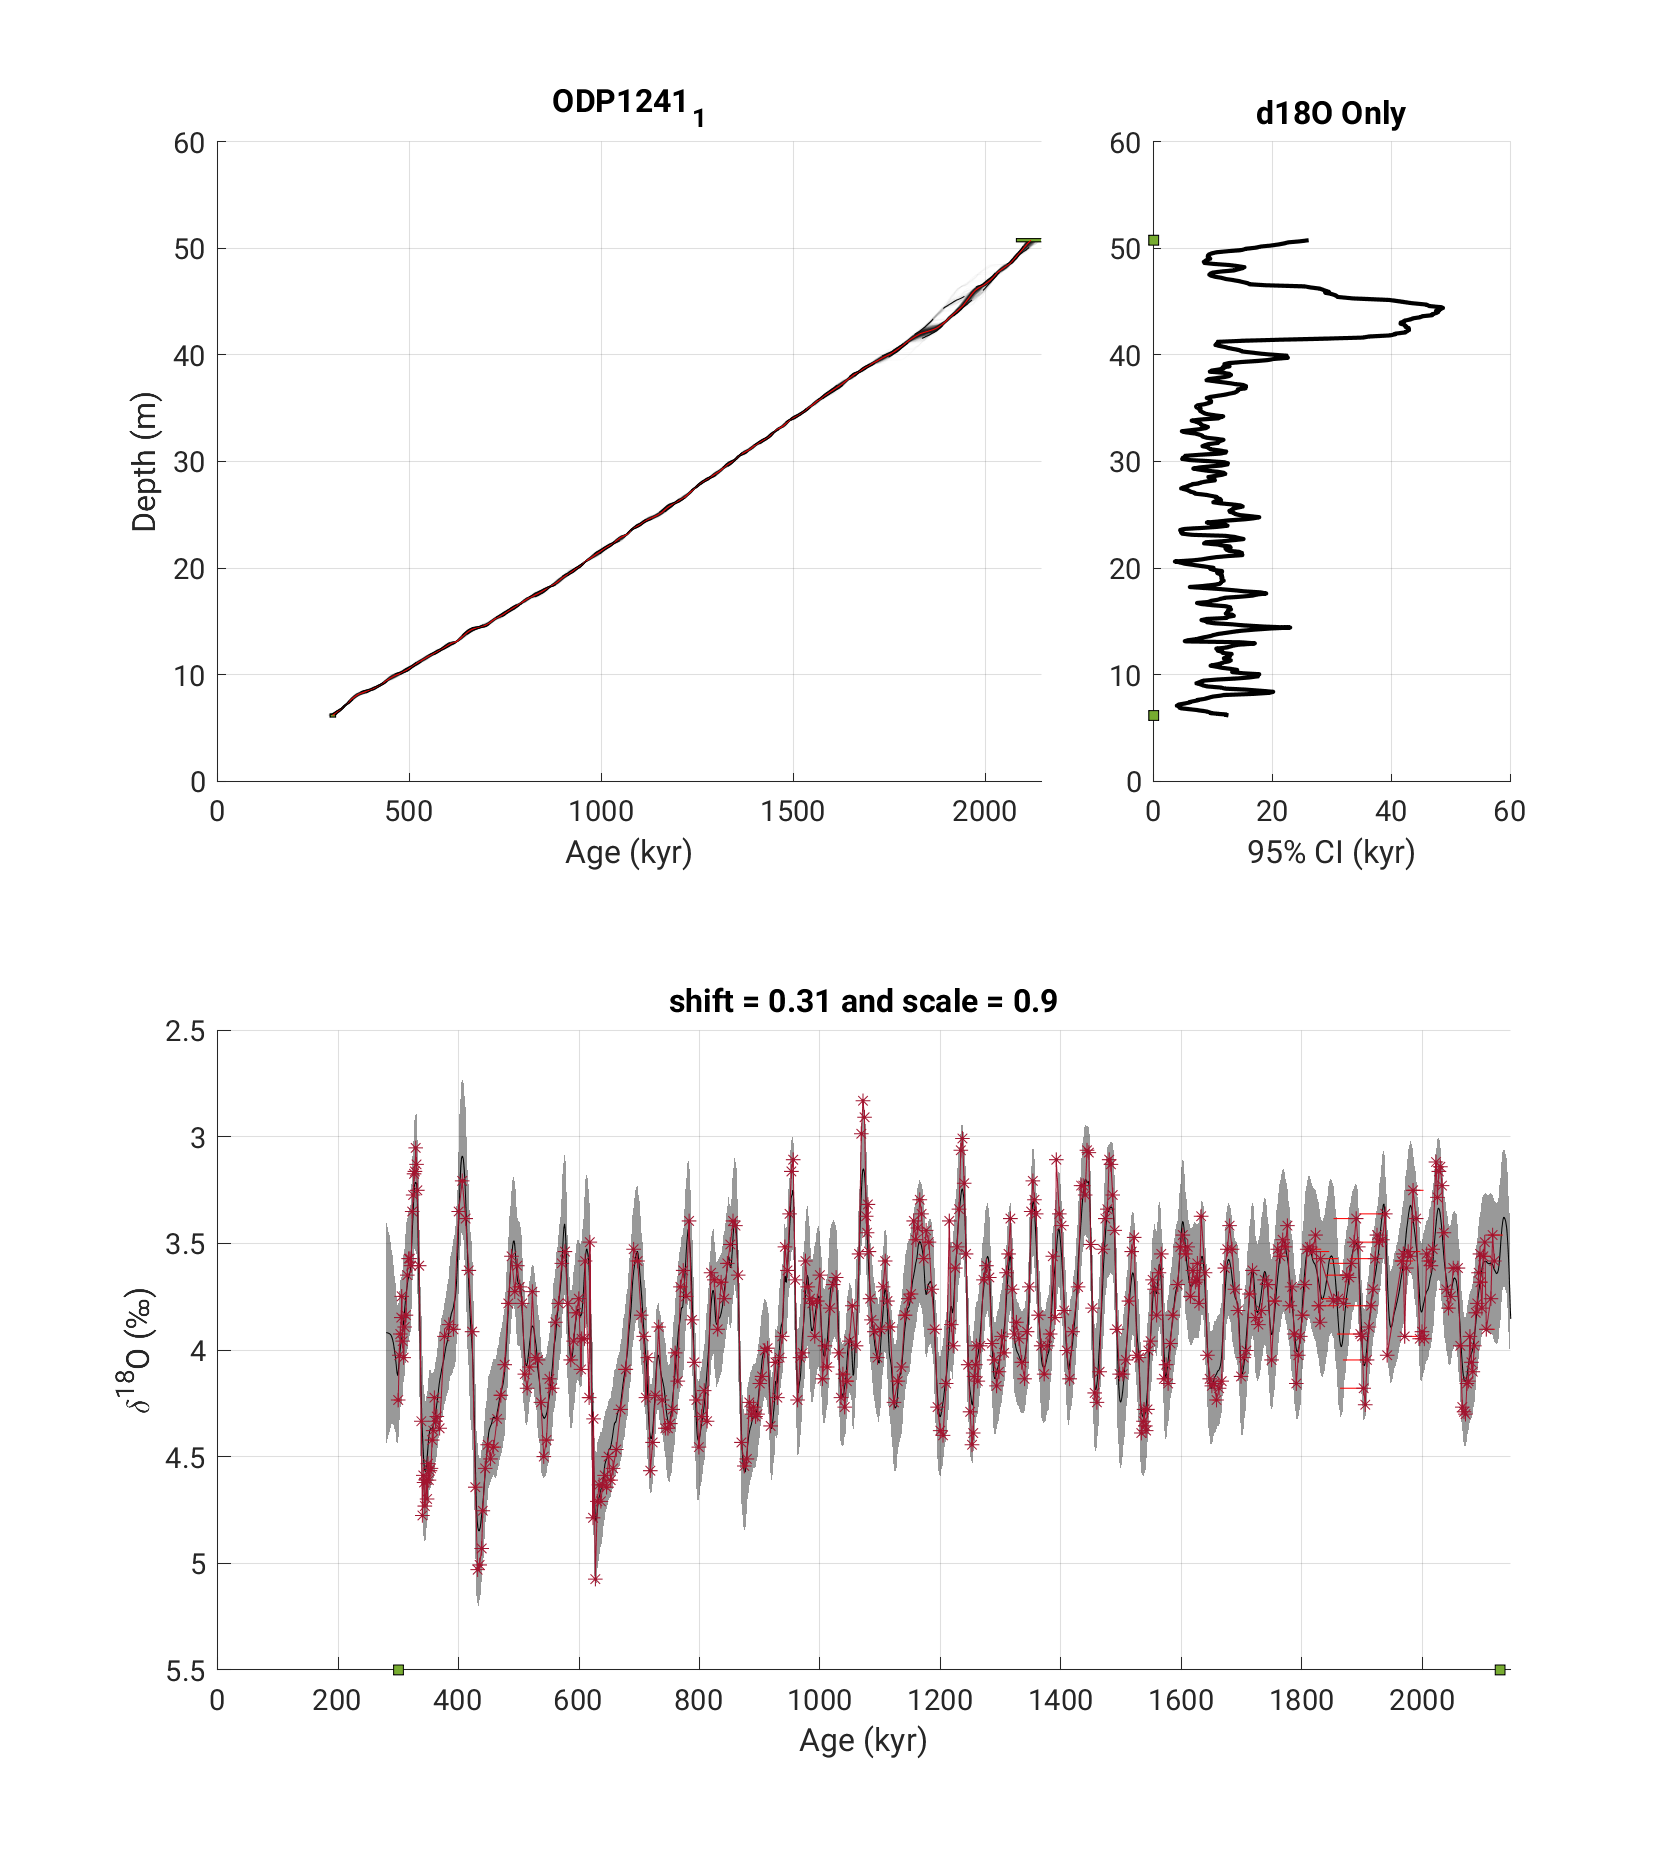 ODP1241₁
d18O Only
60
50
40
30
20
10
0
Depth (m)
0 500 1000 1500 2000
Age (kyr)
60
50
40
30
20
10
0
0 20 40 60
95% CI (kyr)
shift = 0.31 and scale = 0.9
2.5
3
3.5
4
4.5
5
5.5
δ¹⁸O (‰)
0 200 400 600 800 1000 1200 1400 1600 1800 2000
Age (kyr)